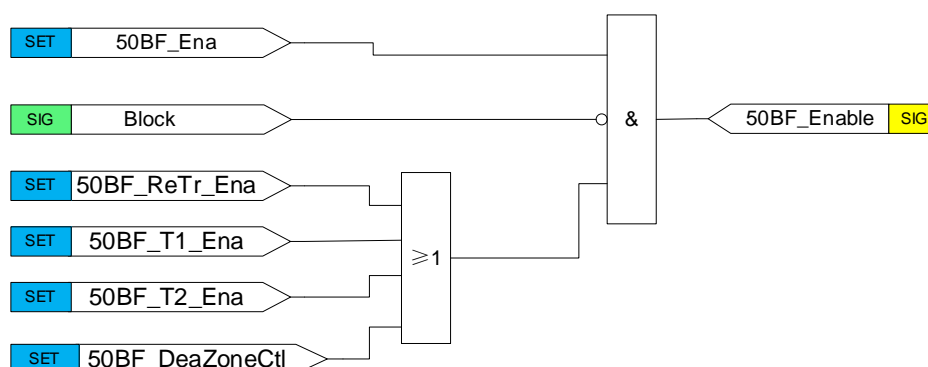 SET 50BF_Ena
SIG Block & 50BF_Enable SIG
SET 50BF_ReTr_Ena
SET 50BF_T1_Ena
⩾1
SET 50BF_T2_Ena
SET 50BF_DeaZoneCtl